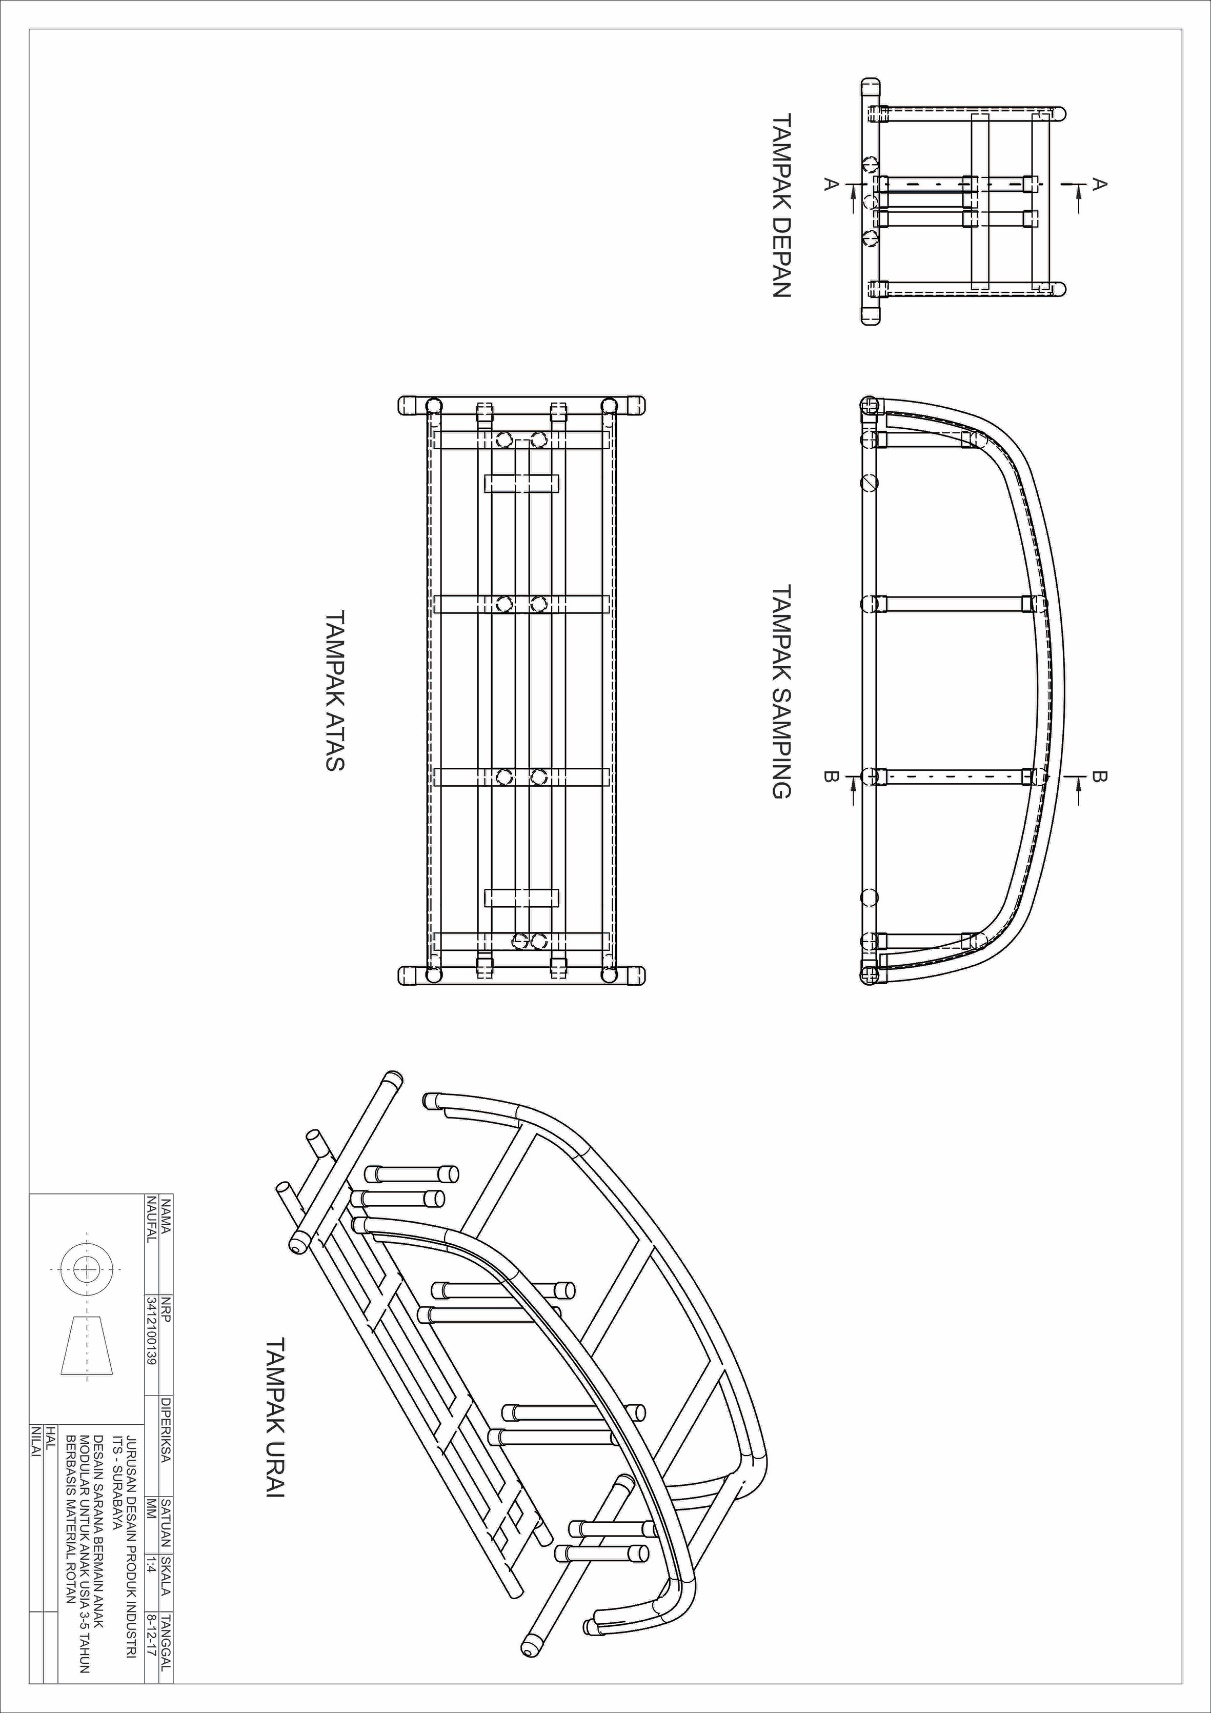 TAMPAK DEPAN
A
A
TAMPAK SAMPING
B
B
TAMPAK ATAS
TAMPAK URAI
NAMA NRP DIPERIKSA SATUAN SKALA TANGGAL
NAUFAL 3412100139 MM 1:4 8-12-17
JURUSAN DESAIN PRODUK INDUSTRI
ITS - SURABAYA
DESAIN SARANA BERMAIN ANAK
MODULAR UNTUK ANAK USIA 3-5 TAHUN
BERBASIS MATERIAL ROTAN
HAL
NILAI